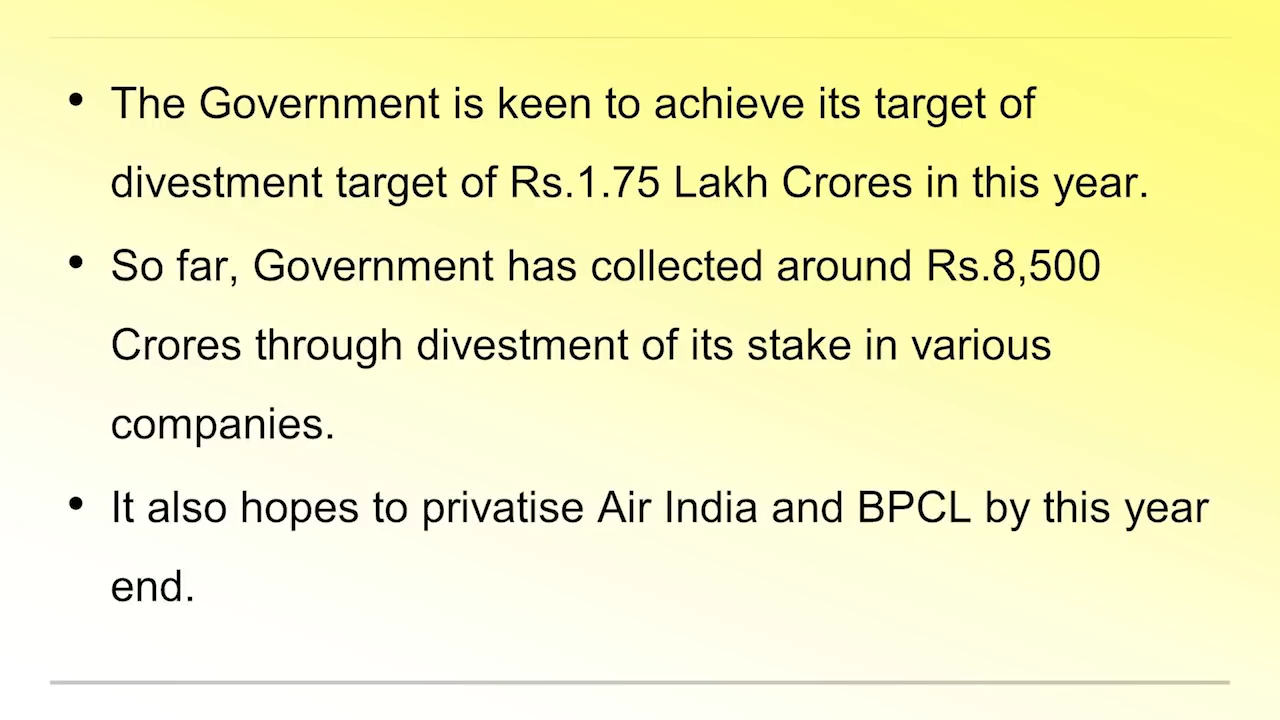 • The Government is keen to achieve its target of
divestment target of Rs.1.75 Lakh Crores in this year.
• So far, Government has collected around Rs.8,500
Crores through divestment of its stake in various
companies.
• It also hopes to privatise Air India and BPCL by this year
end.